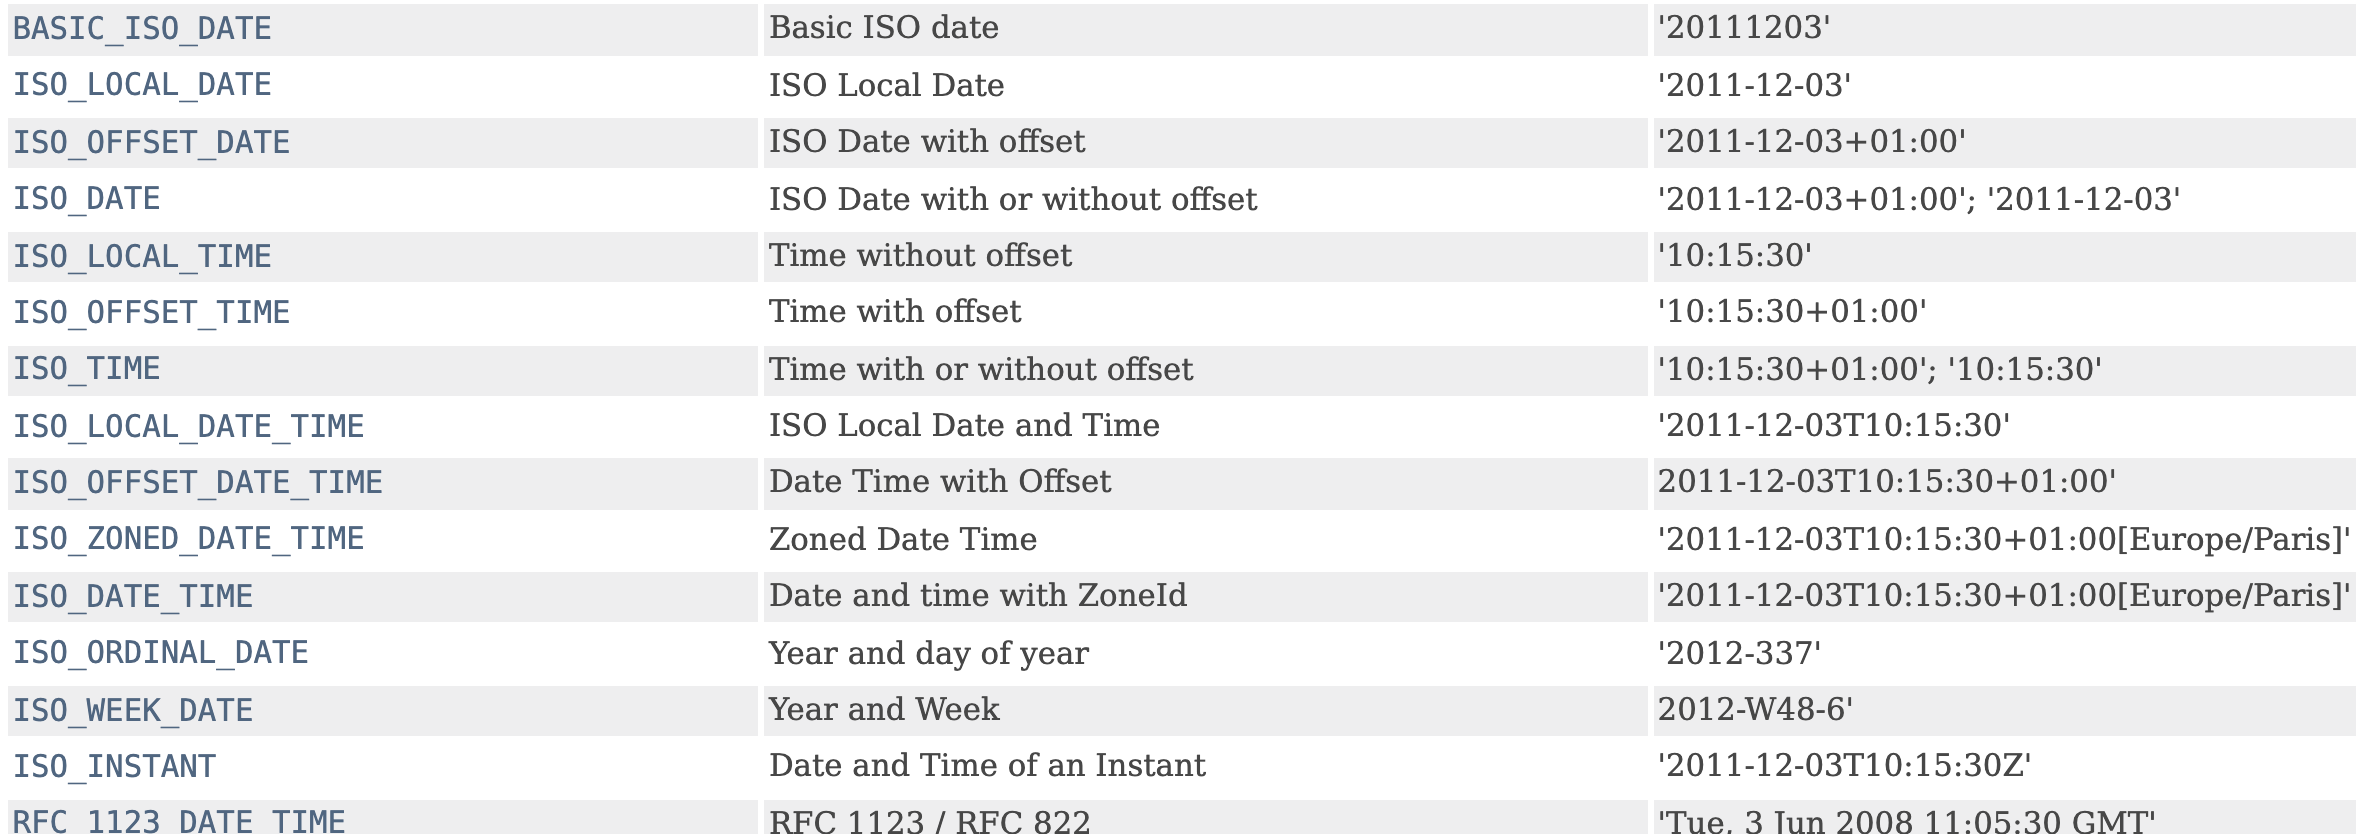 BASIC_ISO_DATE Basic ISO date '20111203'
ISO_LOCAL_DATE ISO Local Date '2011-12-03'
ISO_OFFSET_DATE ISO Date with offset '2011-12-03+01:00'
ISO_DATE ISO Date with or without offset '2011-12-03+01:00'; '2011-12-03'
ISO_LOCAL_TIME Time without offset '10:15:30'
ISO_OFFSET_TIME Time with offset '10:15:30+01:00'
ISO_TIME Time with or without offset '10:15:30+01:00'; '10:15:30'
ISO_LOCAL_DATE_TIME ISO Local Date and Time '2011-12-03T10:15:30'
ISO_OFFSET_DATE_TIME Date Time with Offset 2011-12-03T10:15:30+01:00'
ISO_ZONED_DATE_TIME Zoned Date Time '2011-12-03T10:15:30+01:00[Europe/Paris]'
ISO_DATE_TIME Date and time with ZoneId '2011-12-03T10:15:30+01:00[Europe/Paris]'
ISO_ORDINAL_DATE Year and day of year '2012-337'
ISO_WEEK_DATE Year and Week 2012-W48-6'
ISO_INSTANT Date and Time of an Instant '2011-12-03T10:15:30Z'
RFC_1123_DATE_TIME RFC 1123 / RFC 822 'Tue, 3 Jun 2008 11:05:30 GMT'